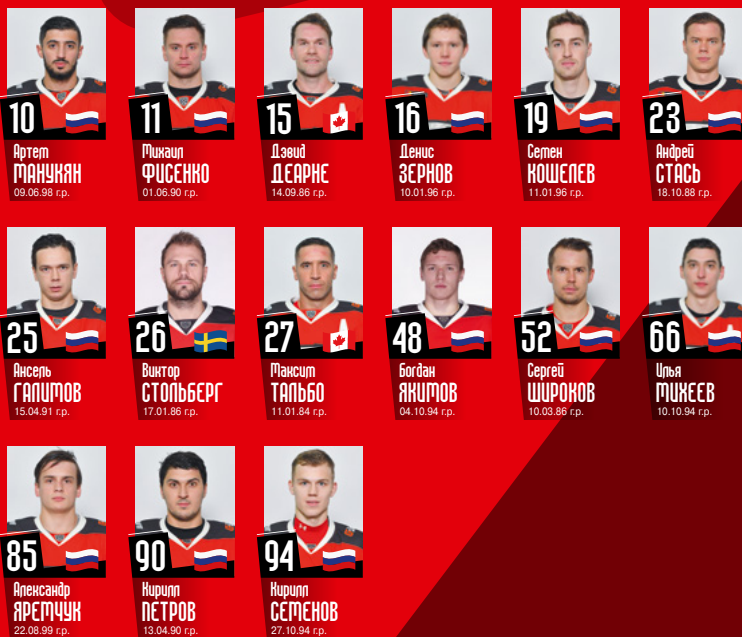 10
Артем
МАНУКЯН
09.06.98 г.р.
11
Михаил
ФИСЕНКО
01.06.90 г.р.
15
Дэвид
ДЕАРНЕ
14.09.86 г.р.
16
Денис
ЗЕРНОВ
10.01.96 г.р.
19
Семен
КОШЕЛЕВ
11.01.96 г.р.
23
Андрей
СТАСЬ
18.10.88 г.р.
25
Ансель
ГАЛИМОВ
15.04.91 г.р.
26
Виктор
СТОЛЬБЕРГ
17.01.86 г.р.
27
Максим
ТАЛЬБО
11.01.84 г.р.
48
Богдан
ЯКИМОВ
04.10.94 г.р.
52
Сергей
ШИРОКОВ
10.03.86 г.р.
66
Илья
МИХЕЕВ
10.10.94 г.р.
85
Александр
ЯРЕМЧУК
22.08.99 г.р.
90
Кирилл
ПЕТРОВ
13.04.90 г.р.
94
Кирилл
СЕМЕНОВ
27.10.94 г.р.